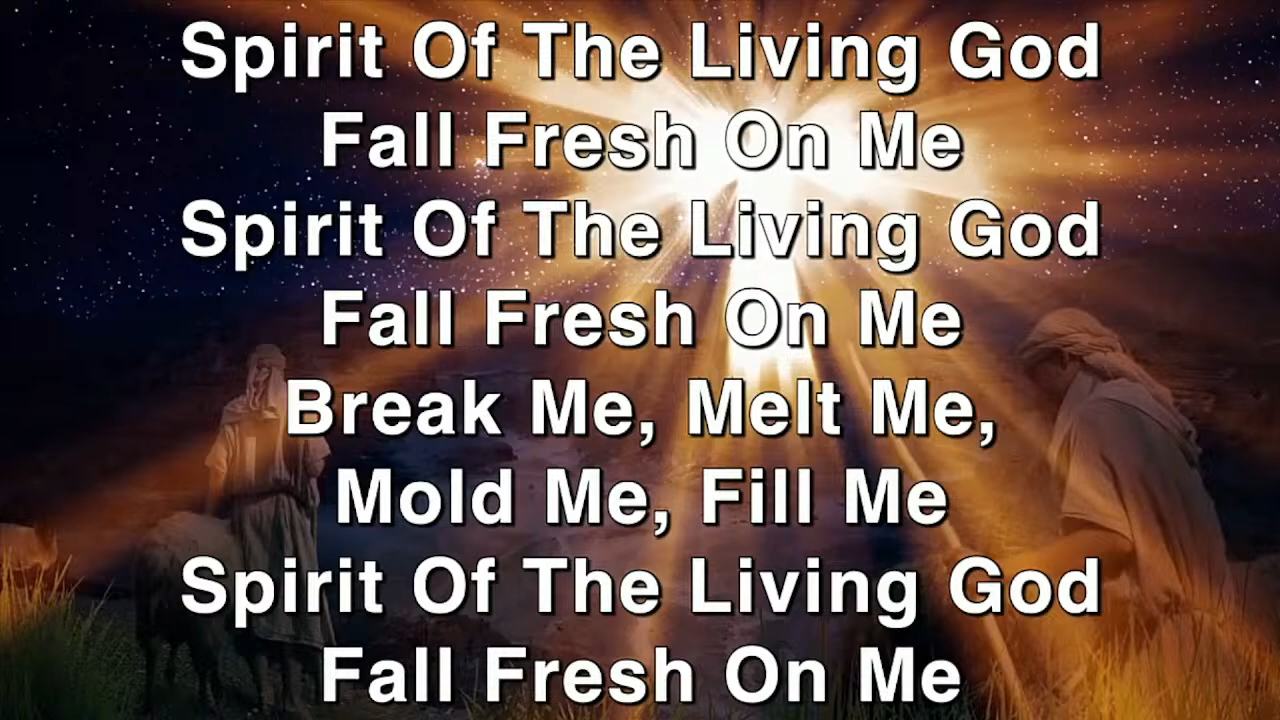 Spirit Of The Living God
Fall Fresh On Me
Spirit Of The Living God
Fall Fresh On Me
Break Me, Melt Me,
Mold Me, Fill Me
Spirit Of The Living God
Fall Fresh On Me